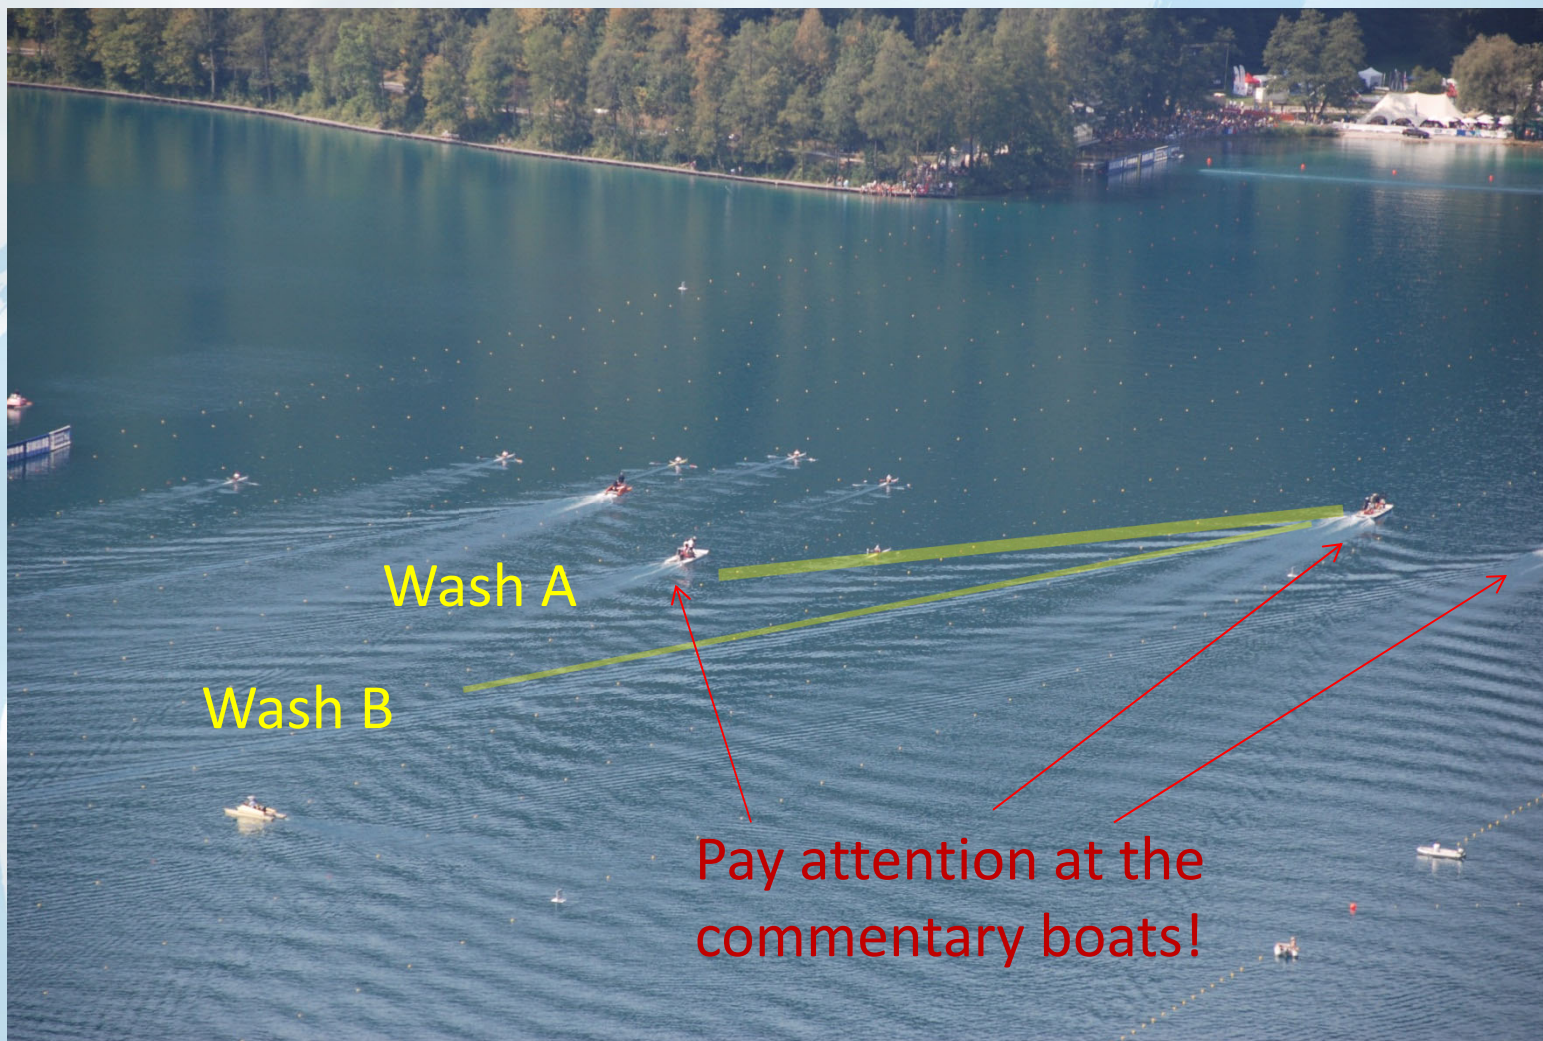 Wash A
Wash B
Pay attention at the
commentary boats!